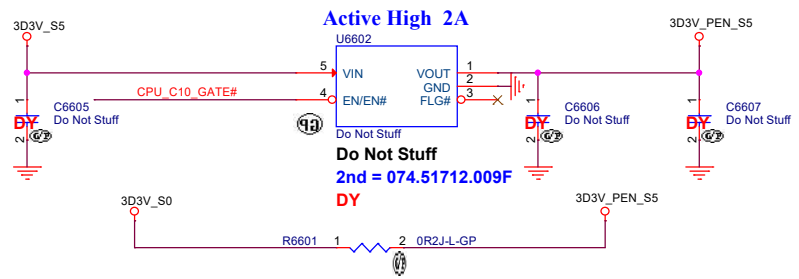 Active High  2A
3D3V_S5
3D3V_PEN_S5
U6602
5 VIN VOUT 1
GND 2
4 EN/EN# FLG# 3
CPU_C10_GATE#
1 C6605
Do Not Stuff
DY
2
1 C6606
Do Not Stuff
DY
2
1 C6607
Do Not Stuff
DY
2
Do Not Stuff
Do Not Stuff
2nd = 074.51712.009F
DY
3D3V_S0
3D3V_PEN_S5
R6601 1 2 0R2J-L-GP